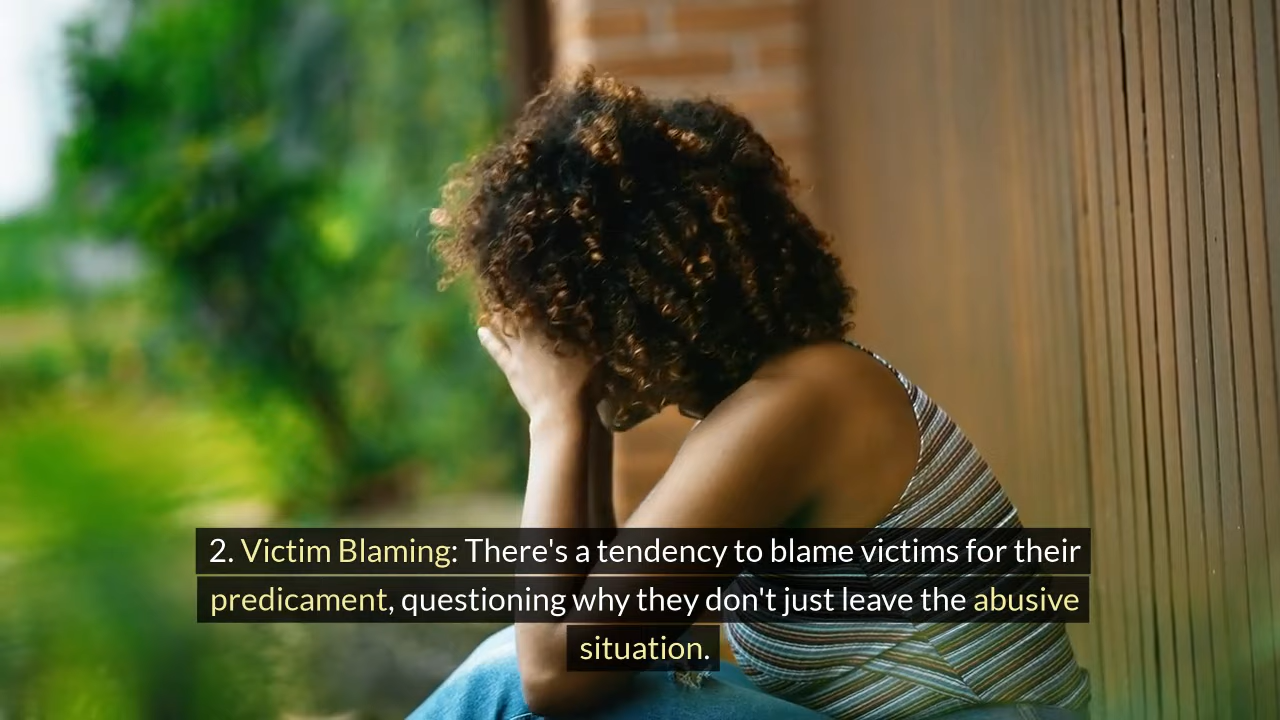 2. Victim Blaming: There's a tendency to blame victims for their
predicament, questioning why they don't just leave the abusive
situation.